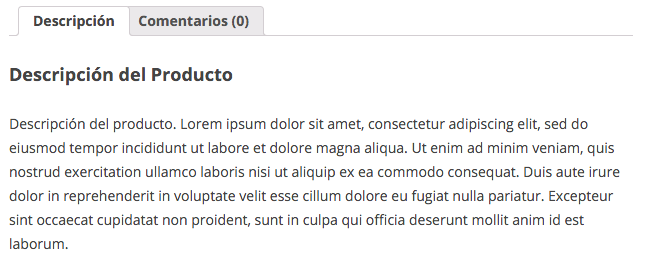 Descripción Comentarios (0)
Descripción del Producto
Descripción del producto. Lorem ipsum dolor sit amet, consectetur adipiscing elit, sed do
eiusmod tempor incididunt ut labore et dolore magna aliqua. Ut enim ad minim veniam, quis
nostrud exercitation ullamco laboris nisi ut aliquip ex ea commodo consequat. Duis aute irure
dolor in reprehenderit in voluptate velit esse cillum dolore eu fugiat nulla pariatur. Excepteur
sint occaecat cupidatat non proident, sunt in culpa qui officia deserunt mollit anim id est
laborum.